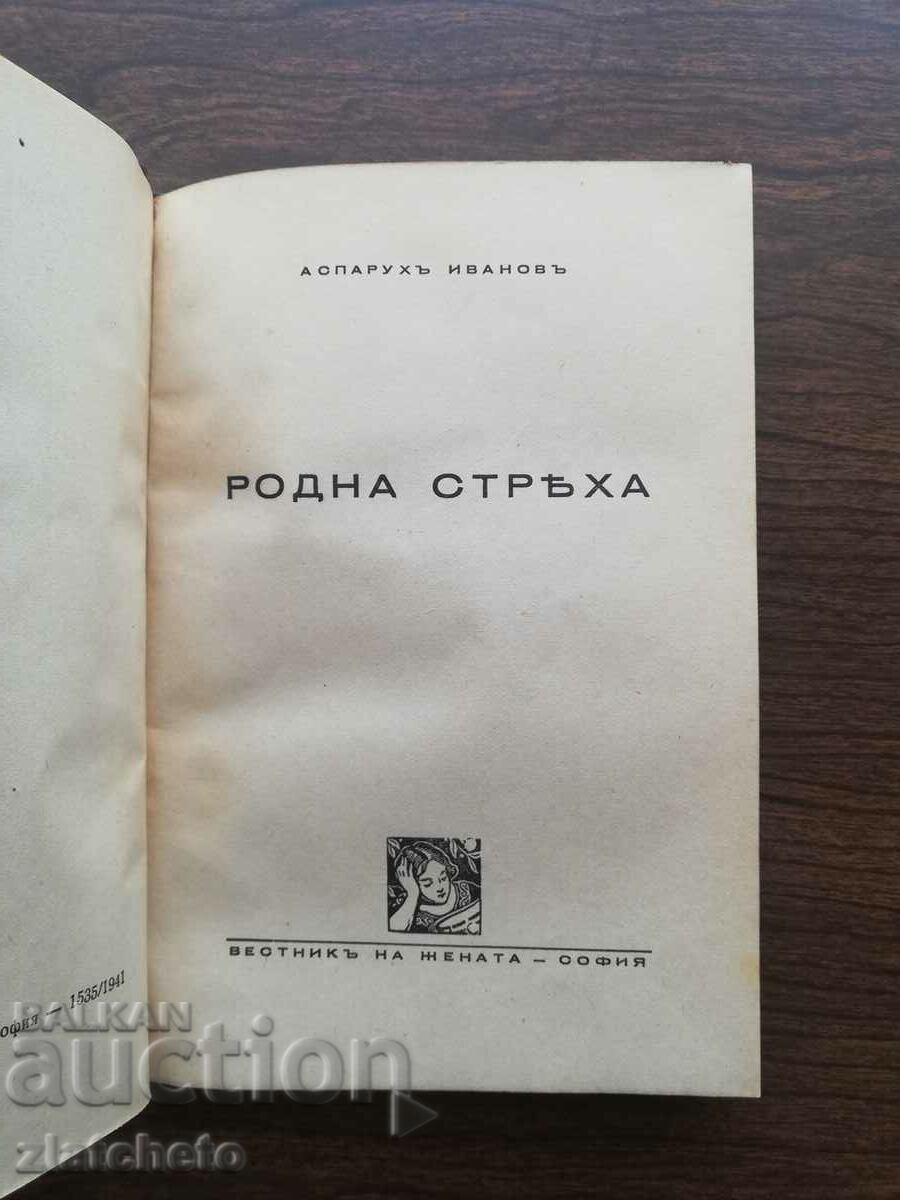 АСПАРУХЪ ИВАНОВЪ
РОДНА СТРѢХА
ВЕСТНИКЪ НА ЖЕНАТА — СОФИЯ
— 1535/1941
BALKAN
auction
zlatcheto